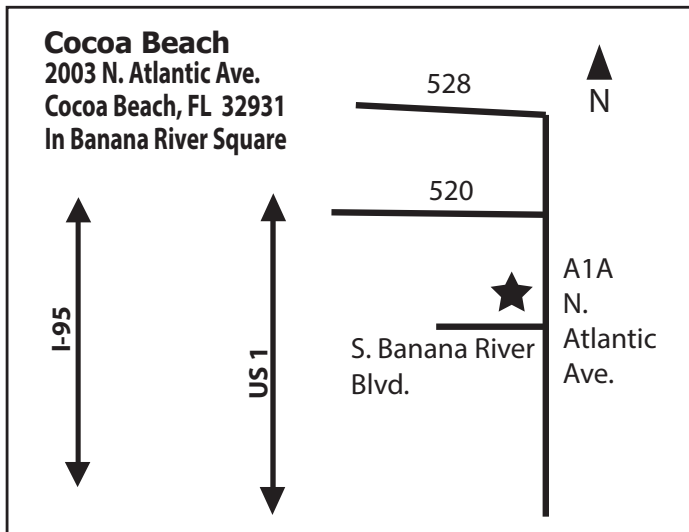 Cocoa Beach
2003 N. Atlantic Ave.
Cocoa Beach, FL  32931
In Banana River Square
N
528
520
I-95
US 1
A1A
N.
Atlantic
Ave.
S. Banana River
Blvd.